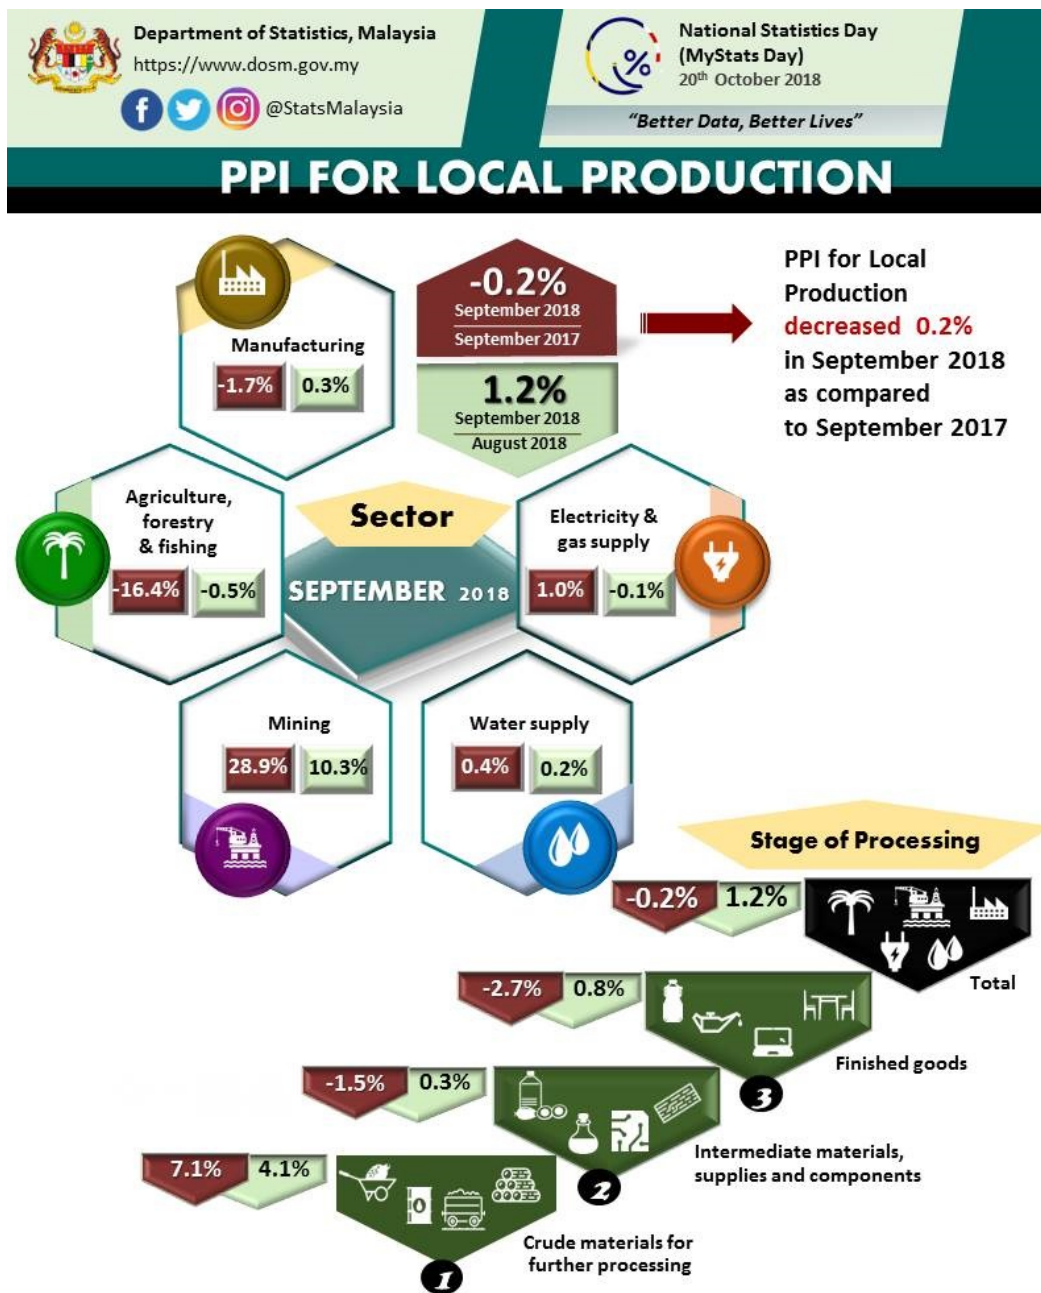 Department of Statistics, Malaysia
https://www.dosm.gov.my
@StatsMalaysia
National Statistics Day
(MyStats Day)
20th October 2018
“Better Data, Better Lives”
PPI FOR LOCAL PRODUCTION
Manufacturing
-1.7% 0.3%
-0.2%
September 2018
September 2017
1.2%
September 2018
August 2018
PPI for Local
Production
decreased 0.2%
in September 2018
as compared
to September 2017
Agriculture,
forestry
& fishing
-16.4% -0.5%
Sector
SEPTEMBER 2018
Electricity &
gas supply
1.0% -0.1%
Mining
28.9% 10.3%
Water supply
0.4% 0.2%
Stage of Processing
-0.2% 1.2%
Total
-2.7% 0.8%
Finished goods
3
-1.5% 0.3%
Intermediate materials,
supplies and components
2
7.1% 4.1%
Crude materials for
further processing
1